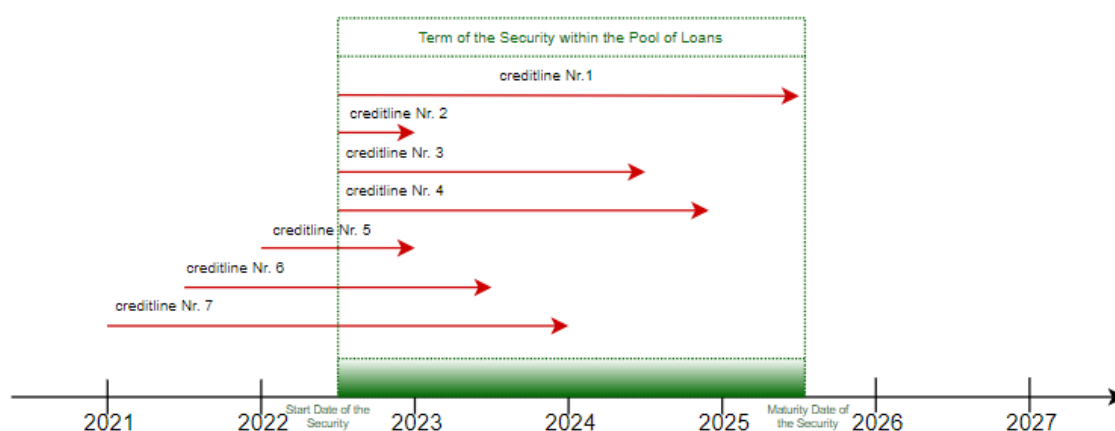 Term of the Security within the Pool of Loans
creditline Nr.1
creditline Nr. 2
creditline Nr. 3
creditline Nr. 4
creditline Nr. 5
creditline Nr. 6
creditline Nr. 7
2021
2022
Start Date of the
Security
2023
2024
2025
Maturity Date of
the Security
2026
2027